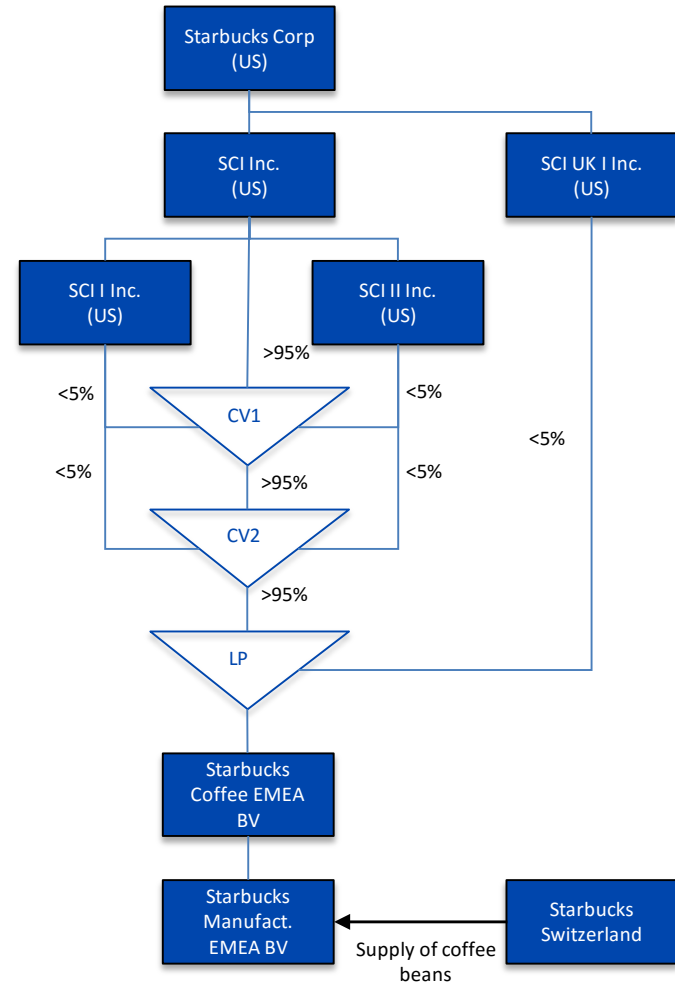 Starbucks Corp
(US)
SCI Inc.
(US)
SCI UK I Inc.
(US)
SCI I Inc.
(US)
SCI II Inc.
(US)
>95%
<5%
<5%
CV1
<5%
<5%
<5%
>95%
CV2
>95%
LP
Starbucks
Coffee EMEA
BV
Starbucks
Manufact.
EMEA BV
Starbucks
Switzerland
Supply of coffee
beans